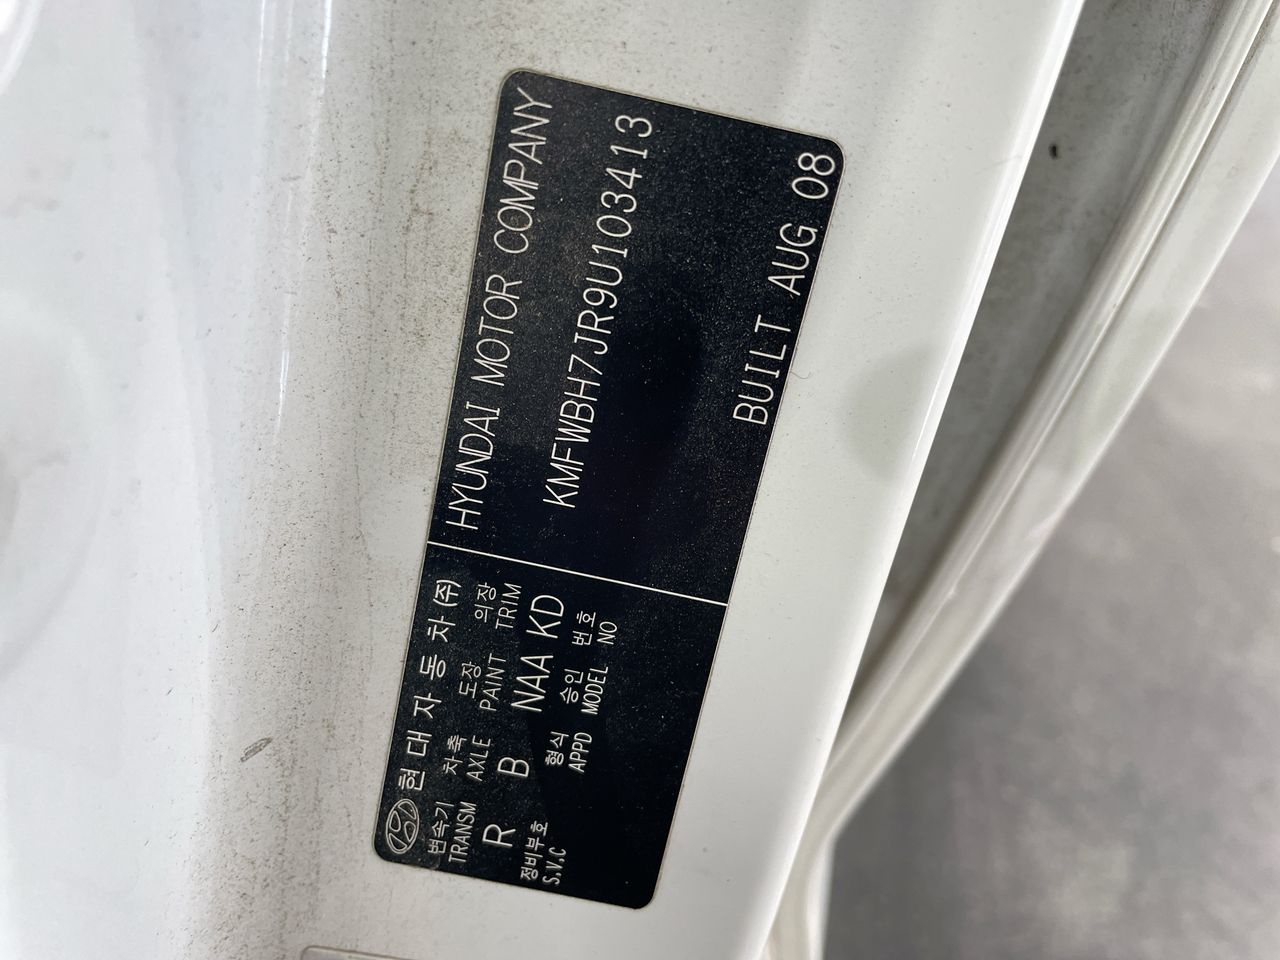 현대자동차(주)
변속기 차축 도장 의장
TRANSM AXLE PAINT TRIM
R B NAA KD
정비부호 형식 승인 번호
S.V.C APPD MODEL NO
HYUNDAI MOTOR COMPANY
KMFWBH7JR9U103413
BUILT AUG 08